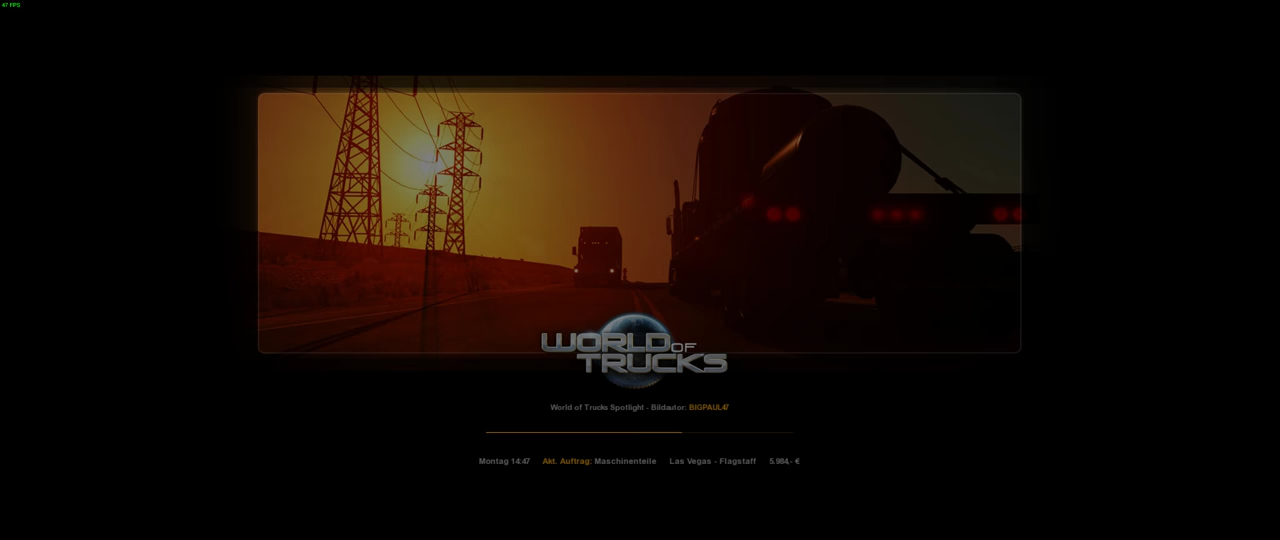 47 FPS
WORLD OF
TRUCKS
World of Trucks Spotlight - Bildautor: BIGPAUL47
Montag 14:47 Akt. Auftrag: Maschinenteile Las Vegas - Flagstaff 5.984,- €